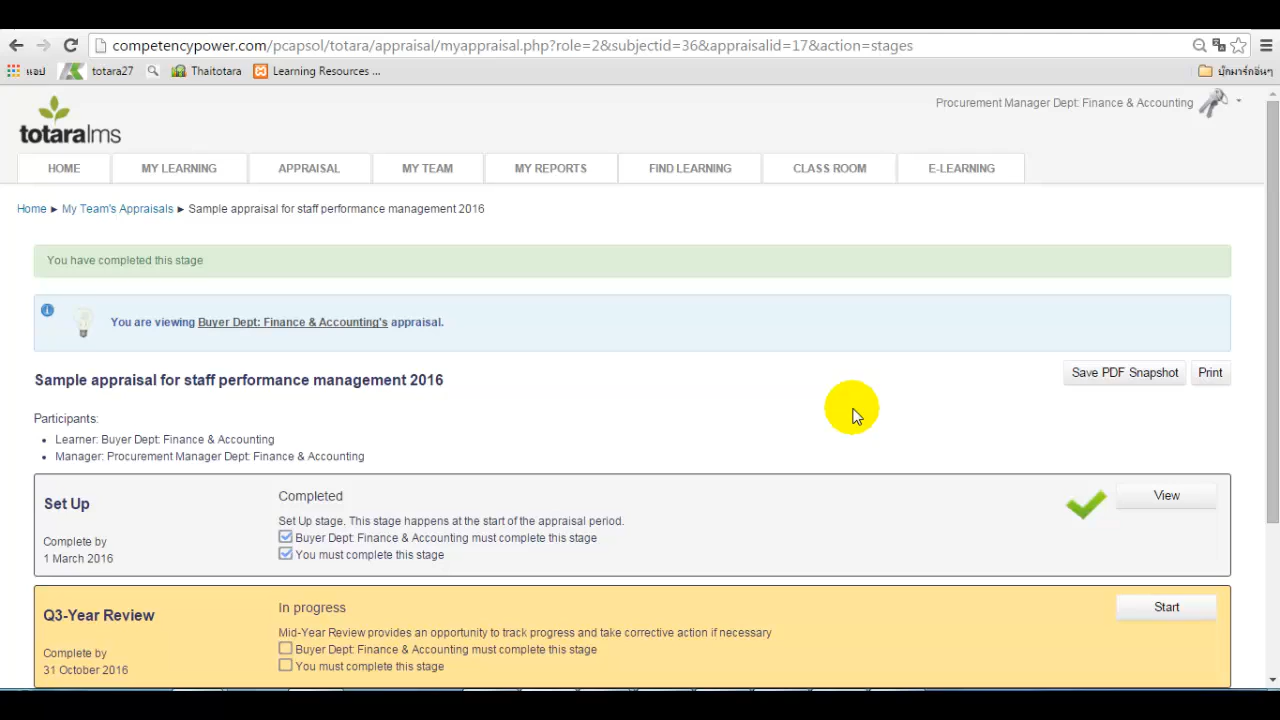 competencypower.com/pcapsol/totara/appraisal/myappraisal.php?role=2&subjectid=36&appraisalid=17&action=stages
แอป totara27 Thaitotara Learning Resources ... บุ๊กมาร์กอื่นๆ
totaralms
Procurement Manager Dept: Finance & Accounting
HOME MY LEARNING APPRAISAL MY TEAM MY REPORTS FIND LEARNING CLASS ROOM E-LEARNING
Home ► My Team's Appraisals ► Sample appraisal for staff performance management 2016
You have completed this stage
You are viewing Buyer Dept: Finance & Accounting's appraisal.
Sample appraisal for staff performance management 2016
Save PDF Snapshot Print
Participants:
• Learner: Buyer Dept: Finance & Accounting
• Manager: Procurement Manager Dept: Finance & Accounting
Set Up
Complete by
1 March 2016
Completed
Set Up stage. This stage happens at the start of the appraisal period.
Buyer Dept: Finance & Accounting must complete this stage
You must complete this stage
View
Q3-Year Review
Complete by
31 October 2016
In progress
Mid-Year Review provides an opportunity to track progress and take corrective action if necessary
Buyer Dept: Finance & Accounting must complete this stage
You must complete this stage
Start